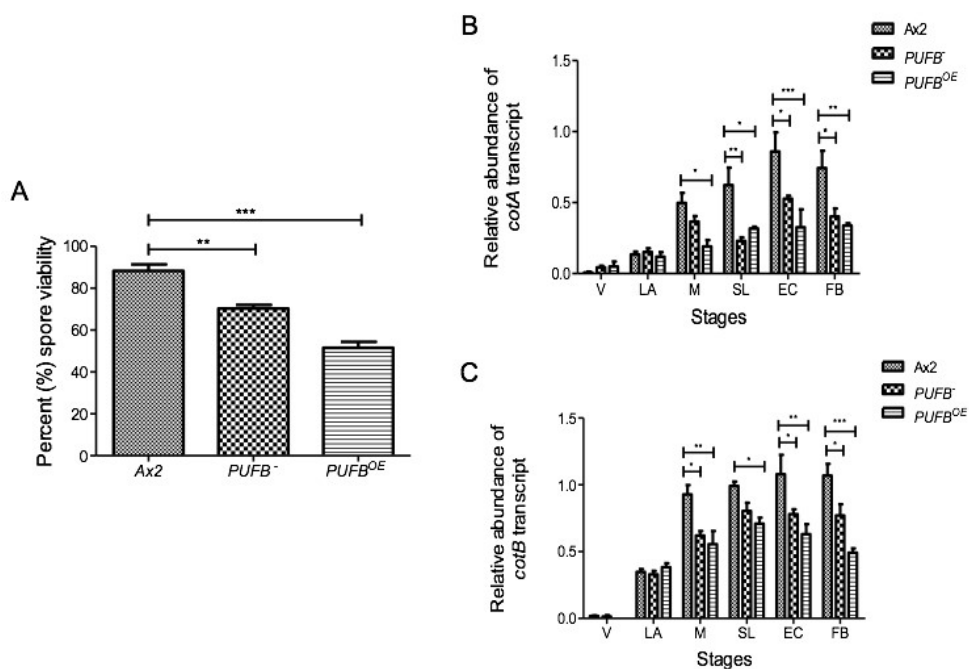 A
Percent (%) spore viability
100
80
60
40
20
0
***
**
Ax2
PUFB-
PUFBOE
B
Ax2
PUFB-
PUFBOE
Relative abundance of
cotA transcript
1.5
1.0
0.5
0.0
*
*
**
***
*
**
*
V LA M SL EC FB
Stages
C
Ax2
PUFB-
PUFBOE
Relative abundance of
cotB transcript
1.5
1.0
0.5
0.0
**
*
*
**
*
***
*
V LA M SL EC FB
Stages